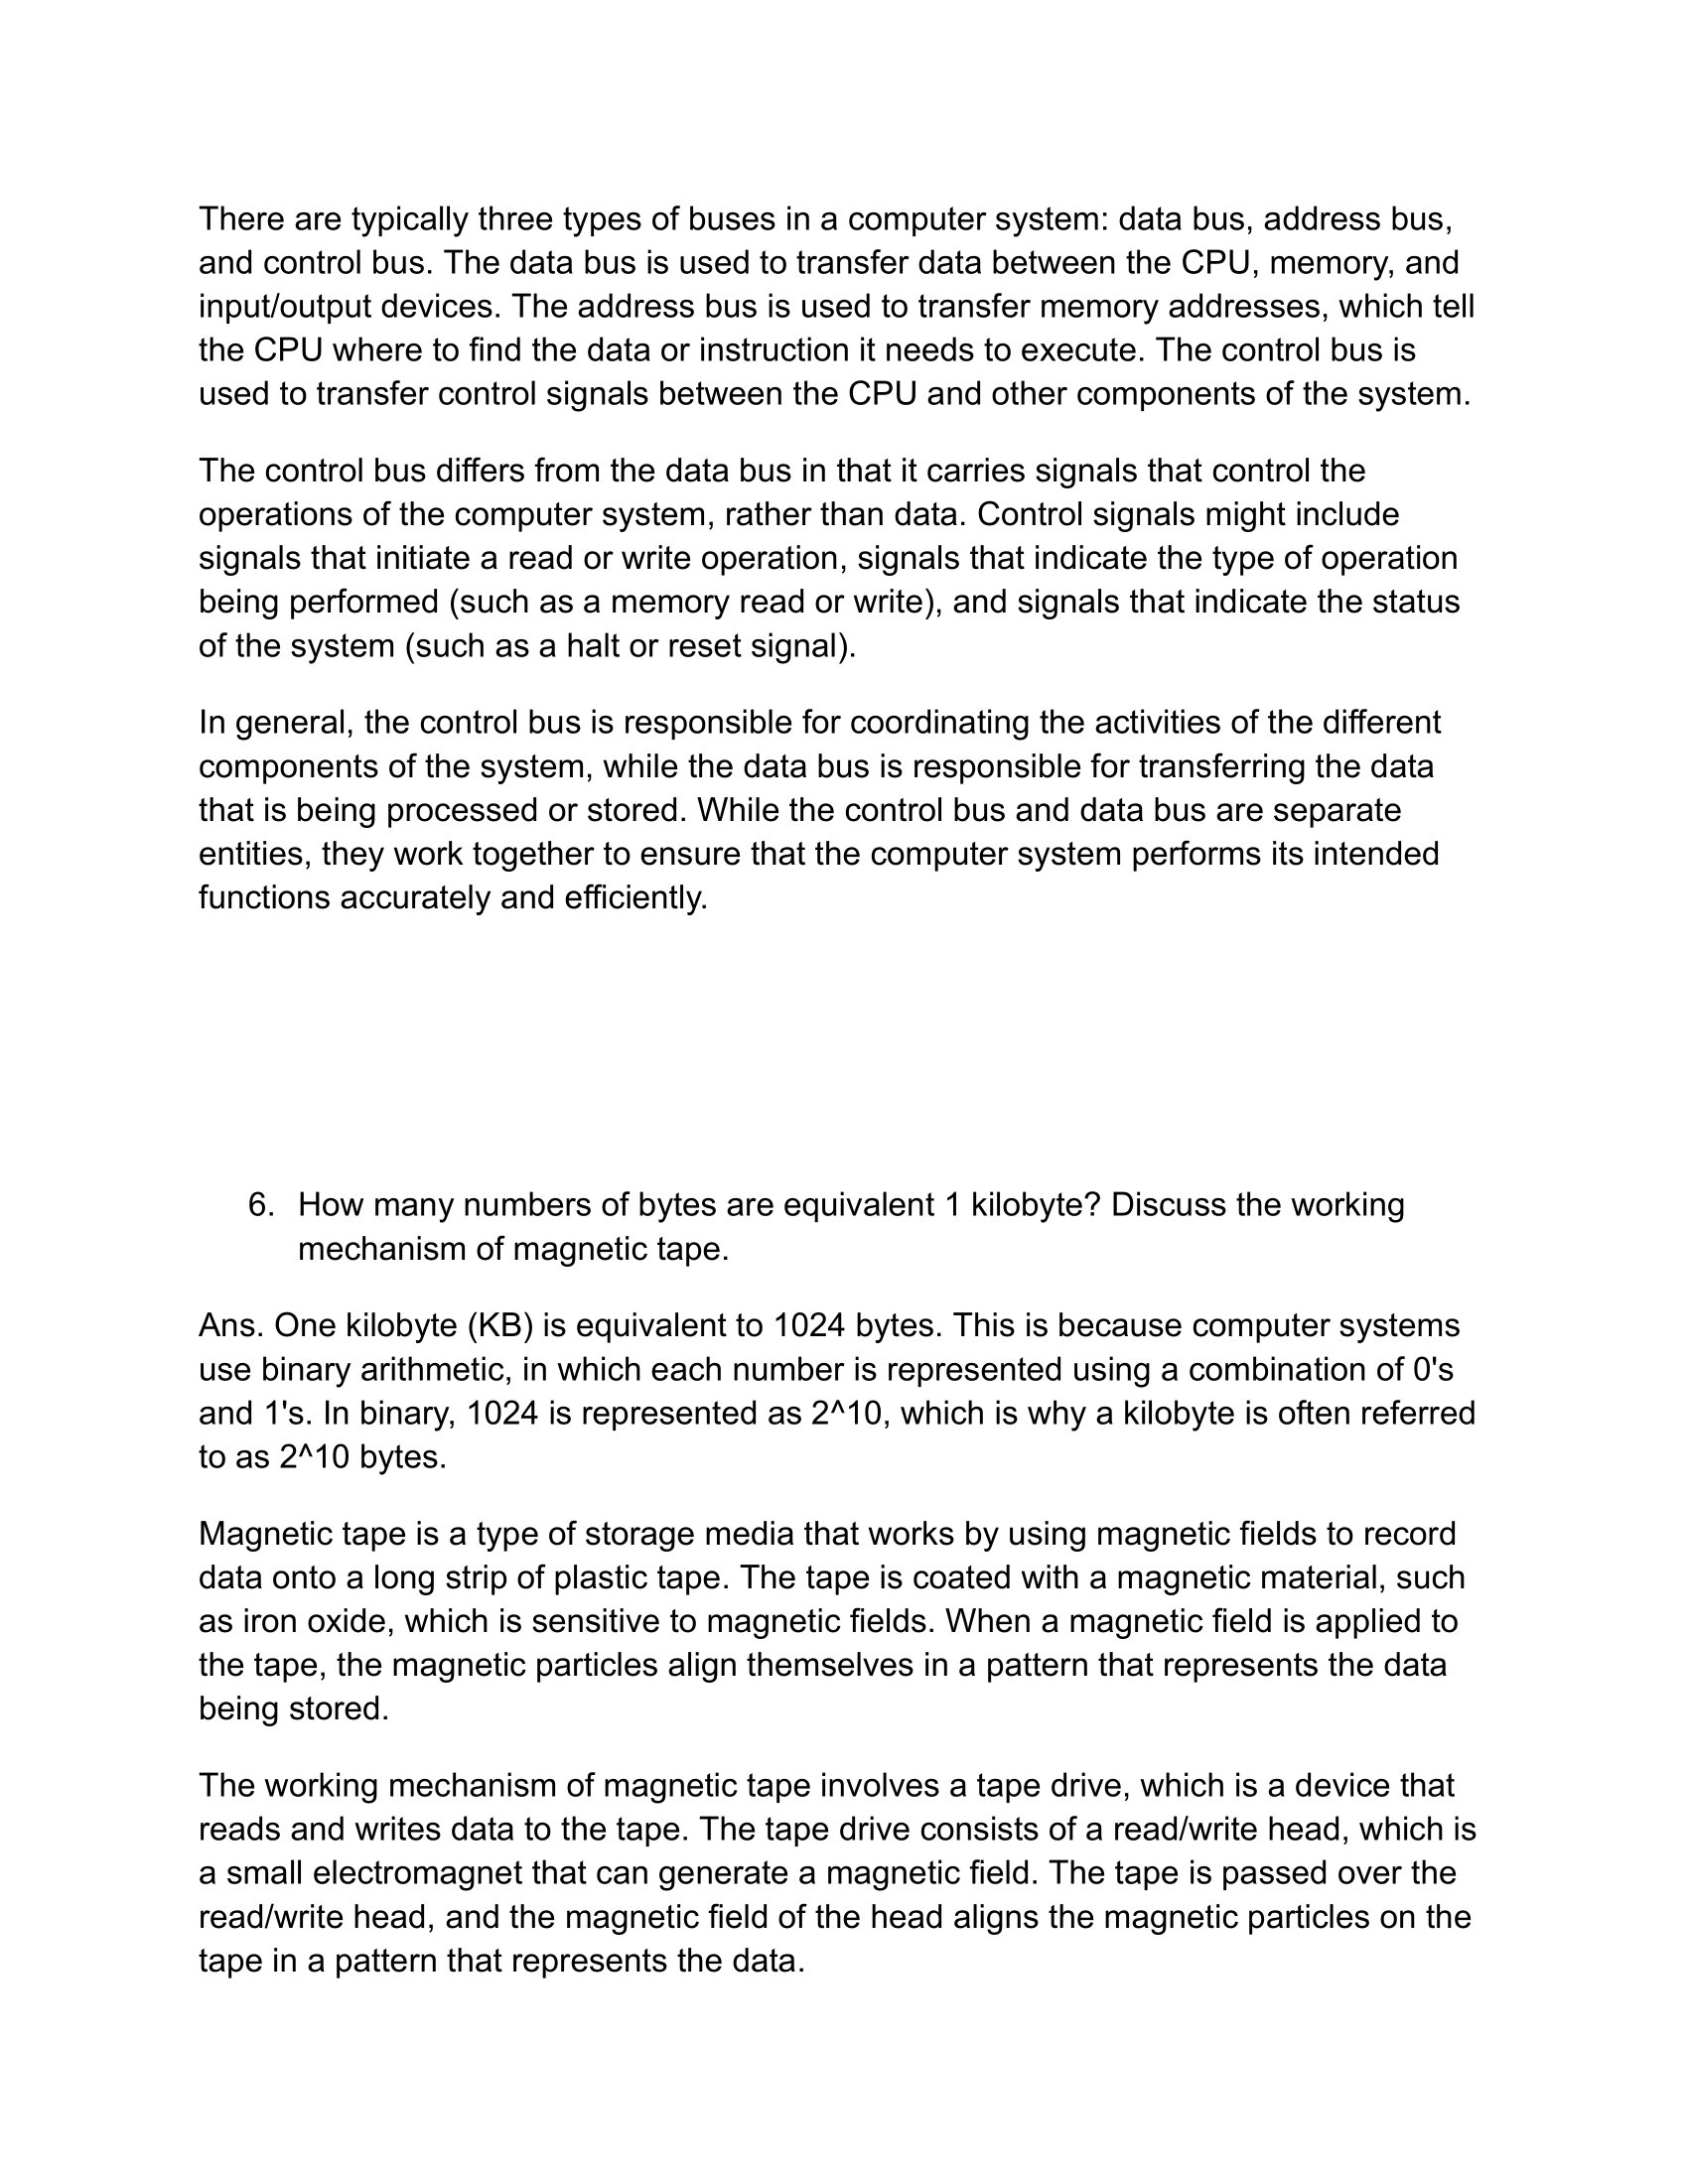 There are typically three types of buses in a computer system: data bus, address bus,
and control bus. The data bus is used to transfer data between the CPU, memory, and
input/output devices. The address bus is used to transfer memory addresses, which tell
the CPU where to find the data or instruction it needs to execute. The control bus is
used to transfer control signals between the CPU and other components of the system.
The control bus differs from the data bus in that it carries signals that control the
operations of the computer system, rather than data. Control signals might include
signals that initiate a read or write operation, signals that indicate the type of operation
being performed (such as a memory read or write), and signals that indicate the status
of the system (such as a halt or reset signal).
In general, the control bus is responsible for coordinating the activities of the different
components of the system, while the data bus is responsible for transferring the data
that is being processed or stored. While the control bus and data bus are separate
entities, they work together to ensure that the computer system performs its intended
functions accurately and efficiently.
6. How many numbers of bytes are equivalent 1 kilobyte? Discuss the working
mechanism of magnetic tape.
Ans. One kilobyte (KB) is equivalent to 1024 bytes. This is because computer systems
use binary arithmetic, in which each number is represented using a combination of 0's
and 1's. In binary, 1024 is represented as 2^10, which is why a kilobyte is often referred
to as 2^10 bytes.
Magnetic tape is a type of storage media that works by using magnetic fields to record
data onto a long strip of plastic tape. The tape is coated with a magnetic material, such
as iron oxide, which is sensitive to magnetic fields. When a magnetic field is applied to
the tape, the magnetic particles align themselves in a pattern that represents the data
being stored.
The working mechanism of magnetic tape involves a tape drive, which is a device that
reads and writes data to the tape. The tape drive consists of a read/write head, which is
a small electromagnet that can generate a magnetic field. The tape is passed over the
read/write head, and the magnetic field of the head aligns the magnetic particles on the
tape in a pattern that represents the data.